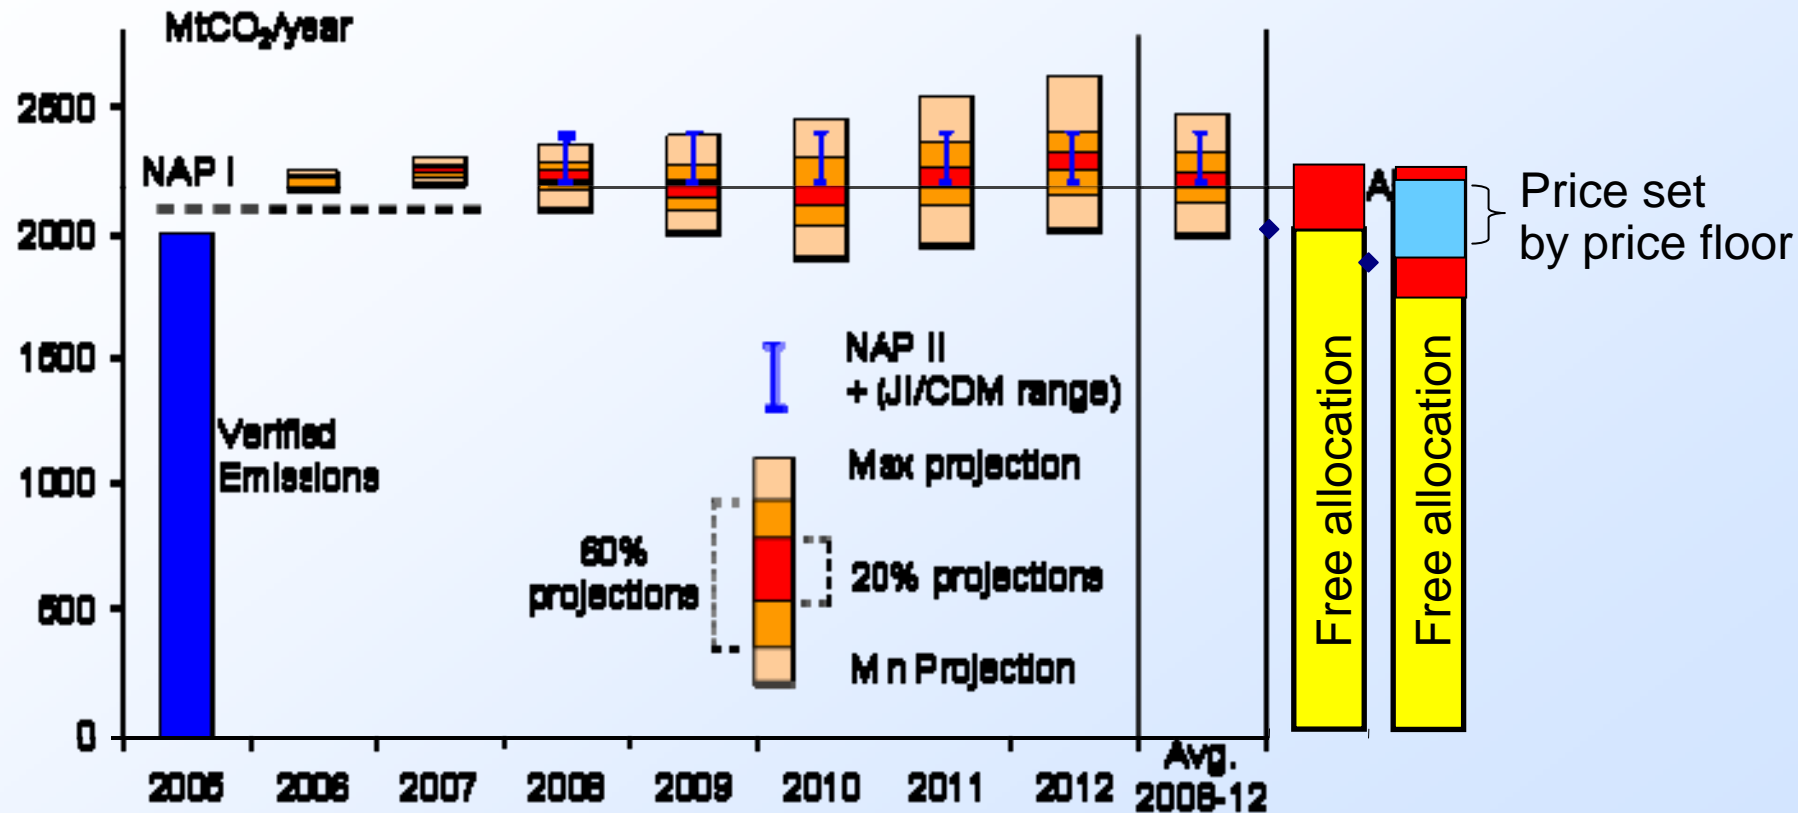 MtCO₂/year
2500
2000
1500
1000
500
0
NAP I
Verified
Emissions
NAP II
+ (JI/CDM range)
Max projection
60%
projections
20% projections
M n Projection
2005
2006
2007
2008
2009
2010
2011
2012
Avg.
2008-12
Free allocation
A
Free allocation
Price set
by price floor